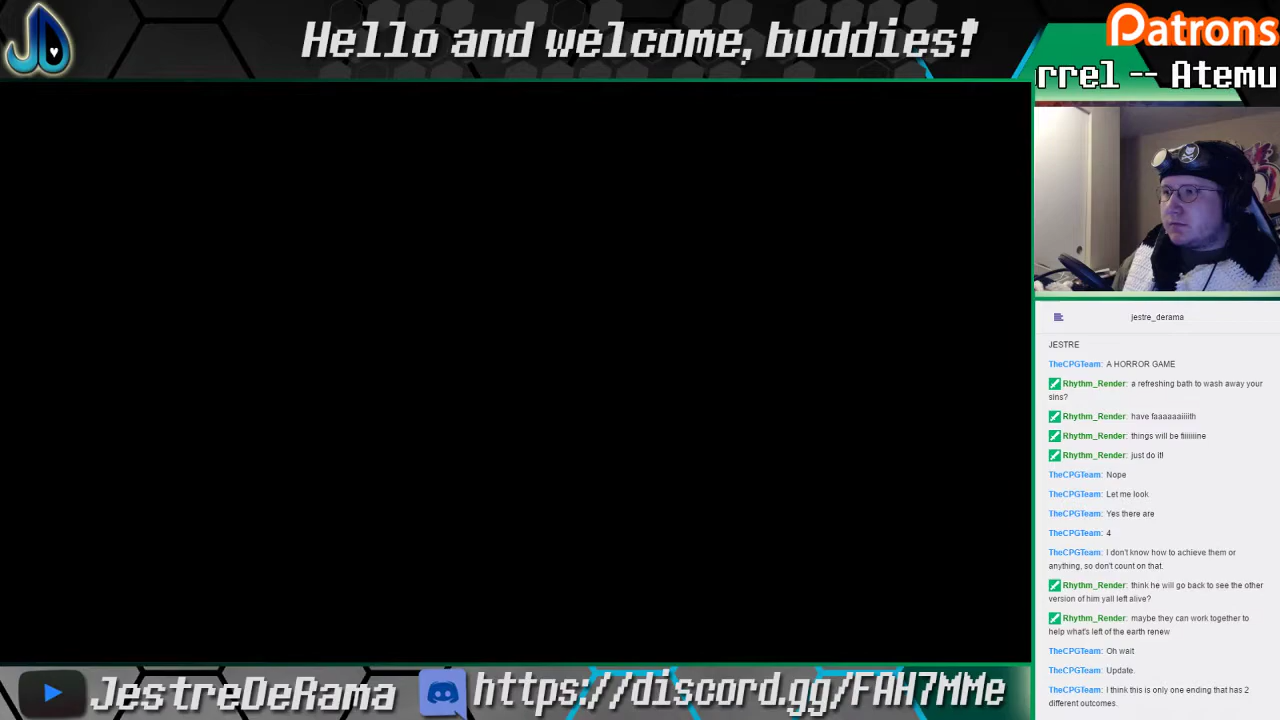 Hello and welcome, buddies!
Patrons
rrel -- Atemu
JD
jestre_derama
JESTRE
TheCPGTeam: A HORROR GAME
Rhythm_Render: a refreshing bath to wash away your
sins?
Rhythm_Render: have faaaaaaiiiith
Rhythm_Render: things will be fiiiiiiine
Rhythm_Render: just do it!
TheCPGTeam: Nope
TheCPGTeam: Let me look
TheCPGTeam: Yes there are
TheCPGTeam: 4
TheCPGTeam: I don't know how to achieve them or
anything, so don't count on that.
Rhythm_Render: think he will go back to see the other
version of him yall left alive?
Rhythm_Render: maybe they can work together to
help what's left of the earth renew
TheCPGTeam: Oh wait
TheCPGTeam: Update.
TheCPGTeam: I think this is only one ending that has 2
different outcomes.
JestreDeRama
https://discord.gg/FAH7MMe